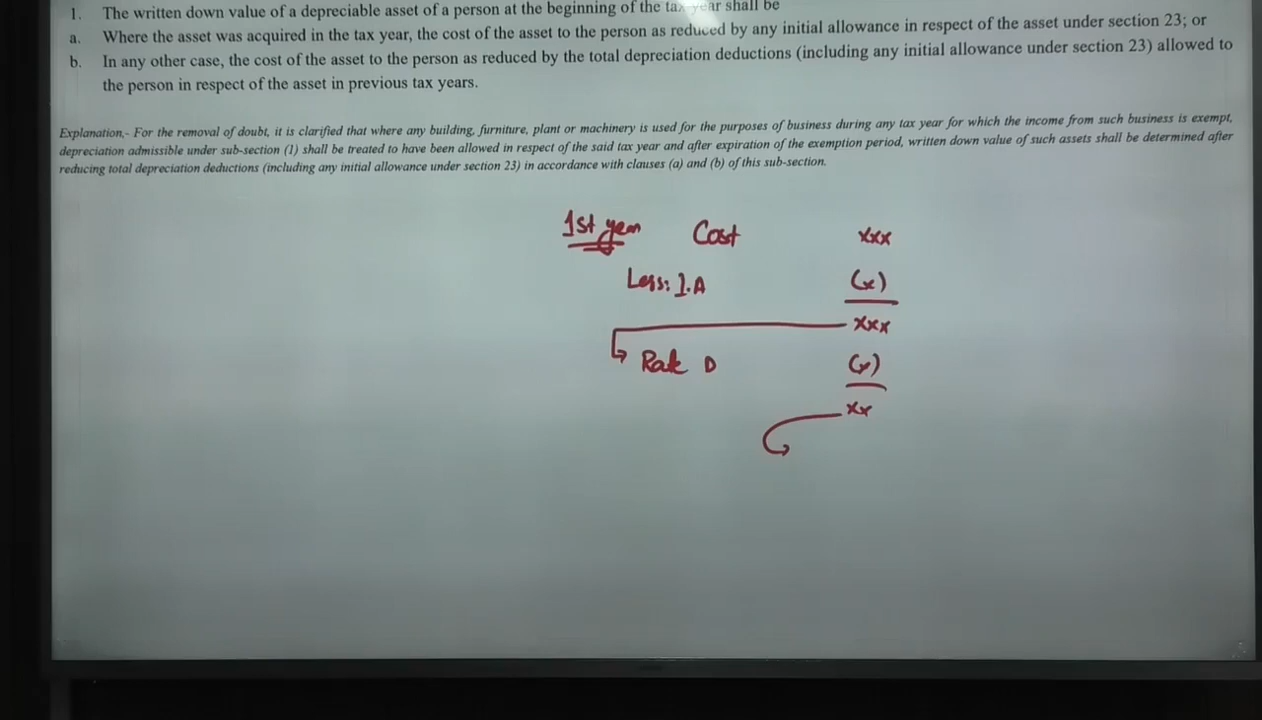 1. The written down value of a depreciable asset of a person at the beginning of the tax year shall be
a. Where the asset was acquired in the tax year, the cost of the asset to the person as reduced by any initial allowance in respect of the asset under section 23; or
b. In any other case, the cost of the asset to the person as reduced by the total depreciation deductions (including any initial allowance under section 23) allowed to
the person in respect of the asset in previous tax years.
Explanation,- For the removal of doubt, it is clarified that where any building, furniture, plant or machinery is used for the purposes of business during any tax year for which the income from such business is exempt,
depreciation admissible under sub-section (1) shall be treated to have been allowed in respect of the said tax year and after expiration of the exemption period, written down value of such assets shall be determined after
reducing total depreciation deductions (including any initial allowance under section 23) in accordance with clauses (a) and (b) of this sub-section.
1st year Cost xxx
Less: I.A (x)
xxx
Rate D (x)
xx